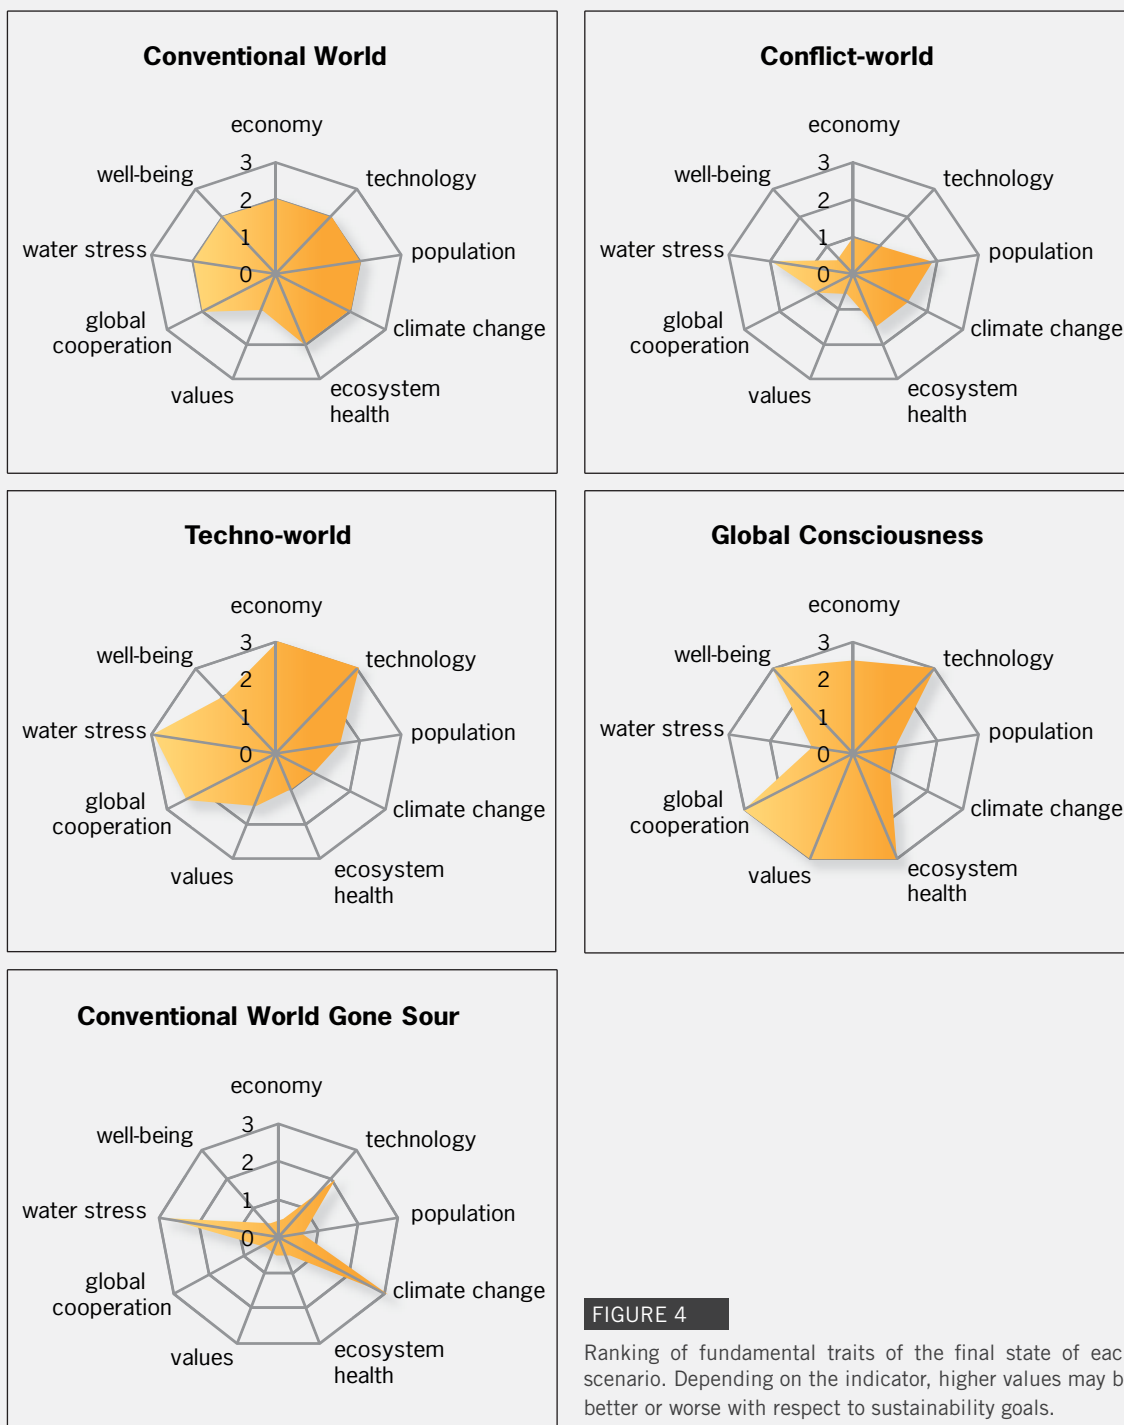 Conventional World
economy
3
2
1
0
technology
population
climate change
ecosystem
health
values
global
cooperation
water stress
well-being
Conflict-world
economy
3
2
1
0
technology
population
climate change
ecosystem
health
values
global
cooperation
water stress
well-being
Techno-world
economy
3
2
1
0
technology
population
climate change
ecosystem
health
values
global
cooperation
water stress
well-being
Global Consciousness
economy
3
2
1
0
technology
population
climate change
ecosystem
health
values
global
cooperation
water stress
well-being
Conventional World Gone Sour
economy
3
2
1
0
technology
population
climate change
ecosystem
health
values
global
cooperation
water stress
well-being
FIGURE 4
Ranking of fundamental traits of the final state of eac
scenario. Depending on the indicator, higher values may b
better or worse with respect to sustainability goals.